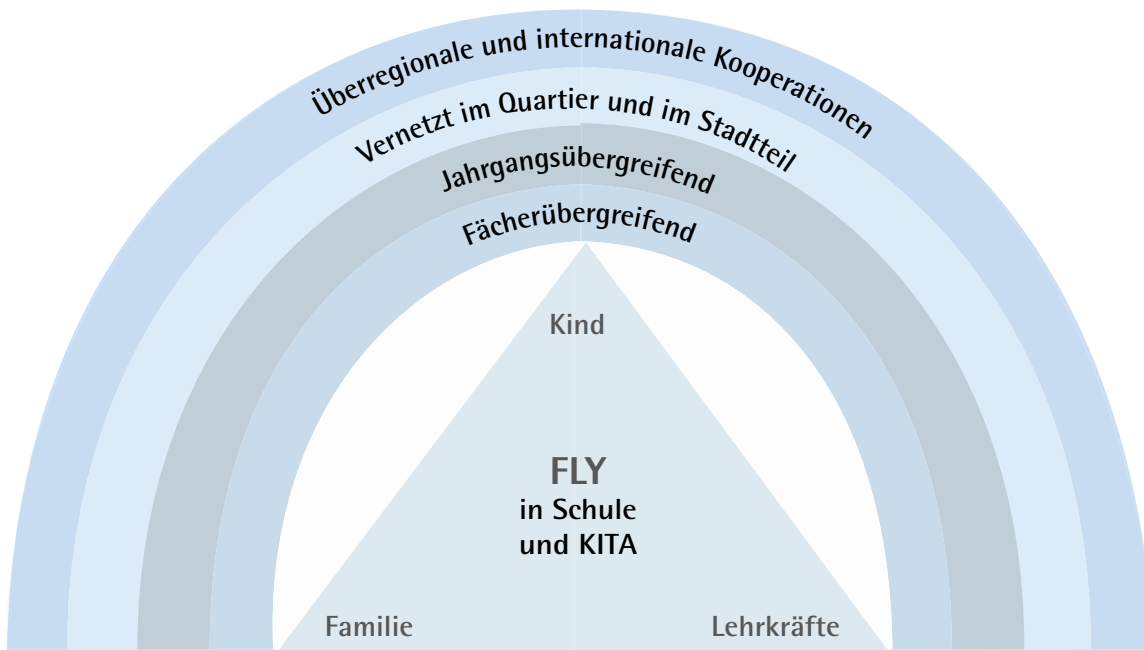 Überregionale und internationale Kooperationen
Vernetzt im Quartier und im Stadtteil
Jahrgangsübergreifend
Fächerübergreifend
Kind
FLY
in Schule
und KITA
Familie
Lehrkräfte